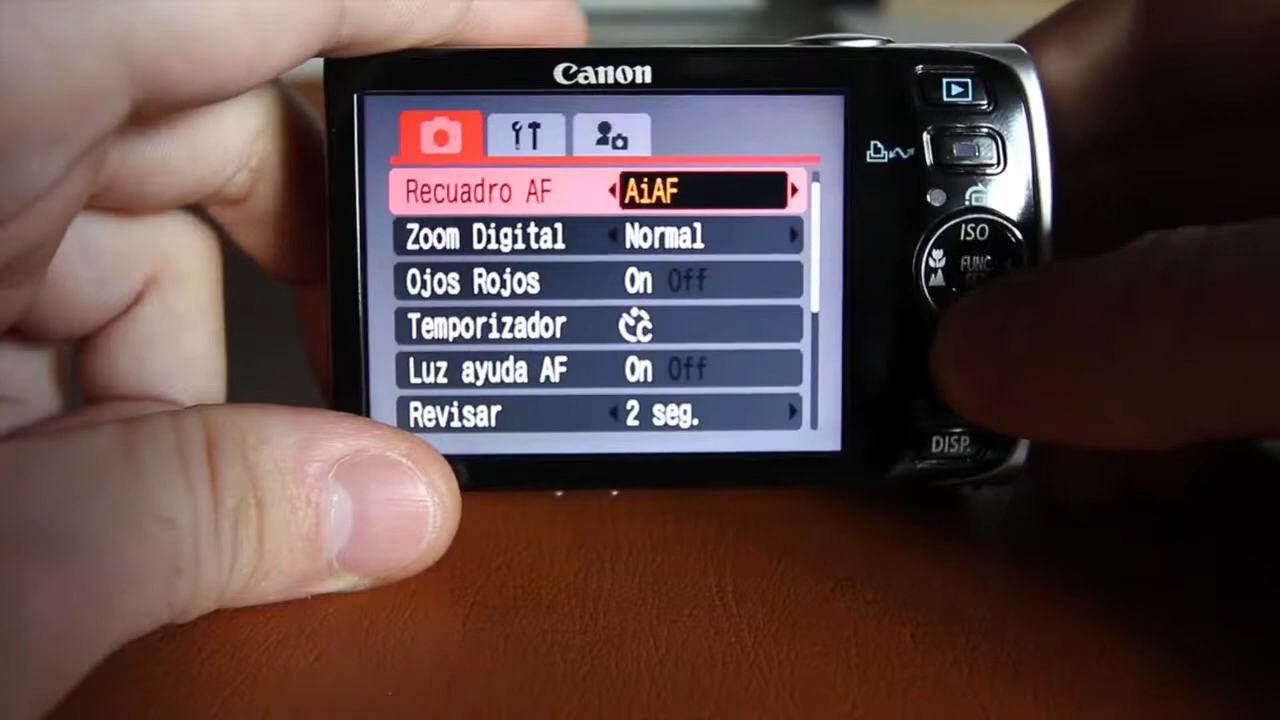 Canon
Recuadro AF AiAF
Zoom Digital Normal
Ojos Rojos On Off
Temporizador
Luz ayuda AF On Off
Revisar 2 seg.
ISO
FUNC.
DISP.